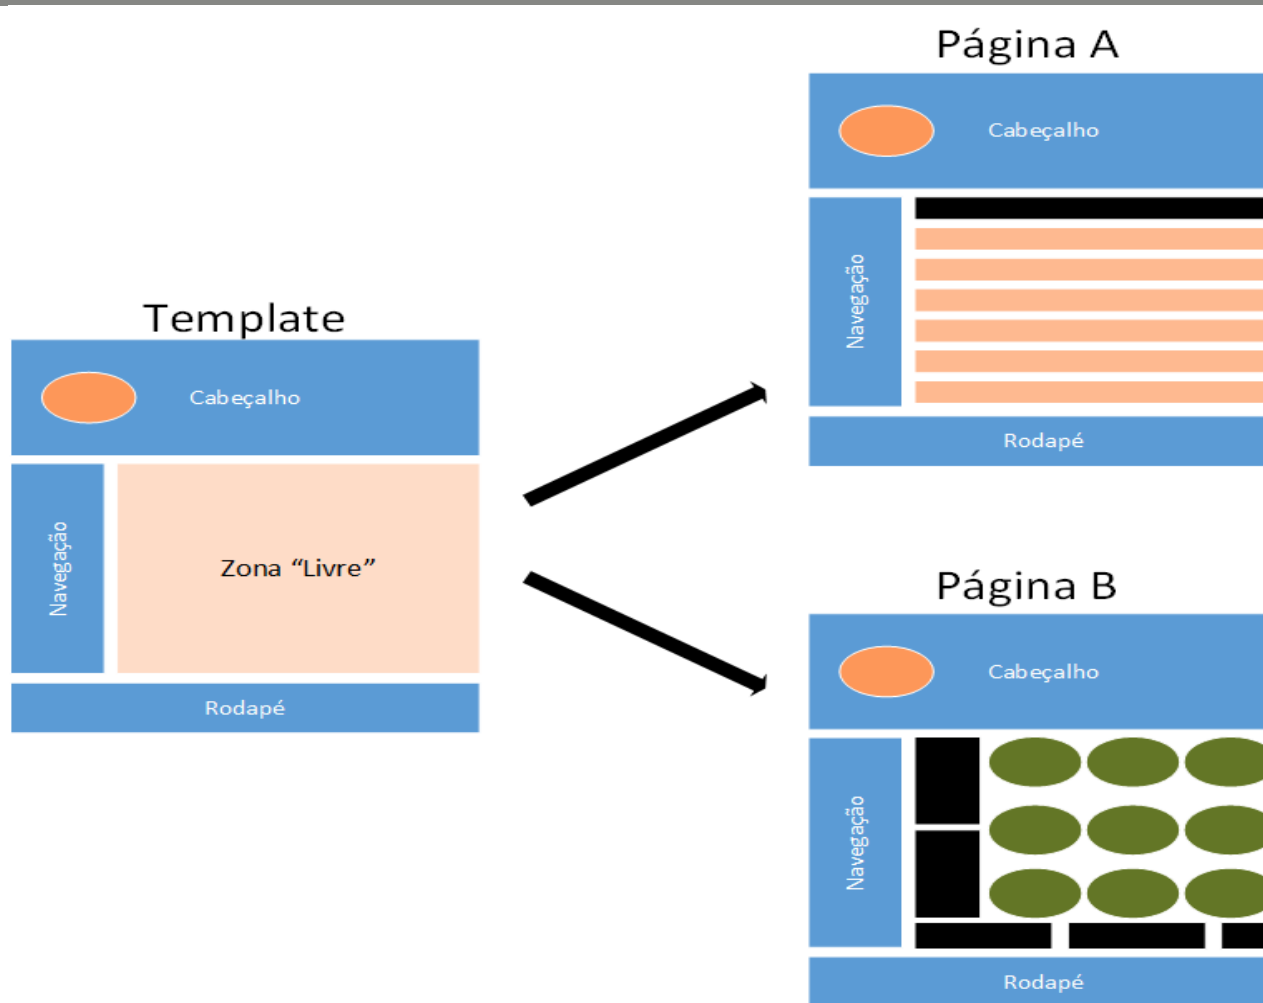 Template
Cabeçalho
Navegação
Zona “Livre”
Rodapé
Página A
Cabeçalho
Navegação
Rodapé
Página B
Cabeçalho
Navegação
Rodapé